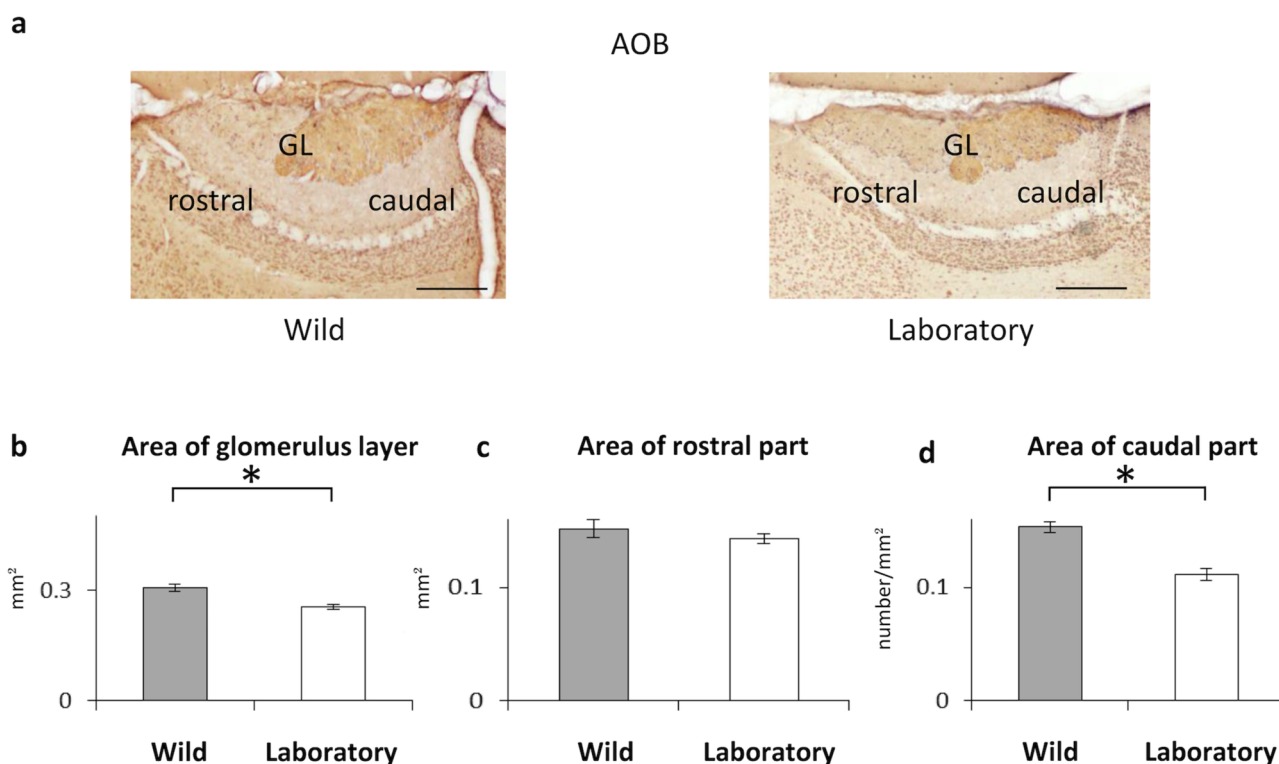 a
AOB
GL
rostral
caudal
Wild
GL
rostral
caudal
Laboratory
b
Area of glomerulus layer
*
mm²
0.3
0
Wild
Laboratory
c
Area of rostral part
mm²
0.1
0
Wild
Laboratory
d
Area of caudal part
*
number/mm²
0.1
0
Wild
Laboratory